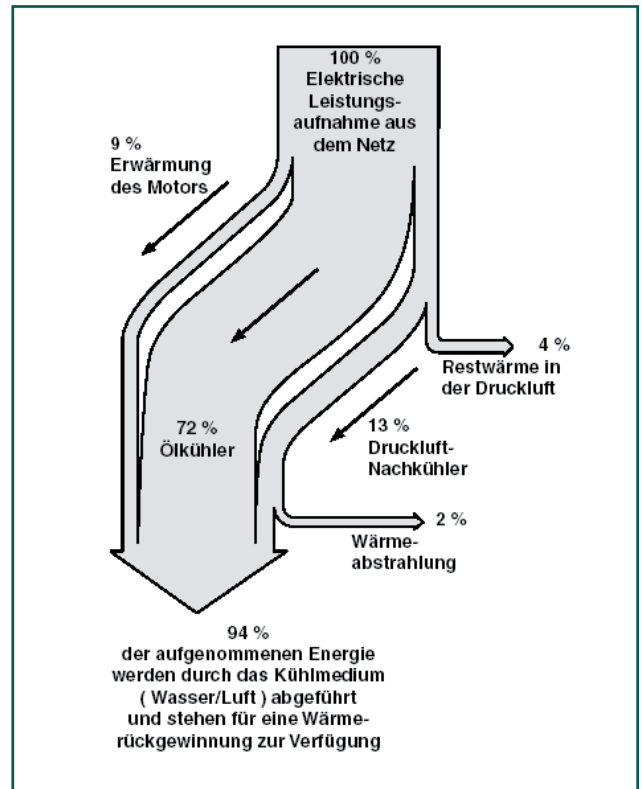 100 %
Elektrische
Leistungs-
aufnahme aus
dem Netz
9 %
Erwärmung
des Motors
4 %
Restwärme in
der Druckluft
13 %
Druckluft-
Nachkühler
72 %
Ölkühler
2 %
Wärme-
abstrahlung
94 %
der aufgenommenen Energie
werden durch das Kühlmedium
( Wasser/Luft ) abgeführt
und stehen für eine Wärme-
rückgewinnung zur Verfügung